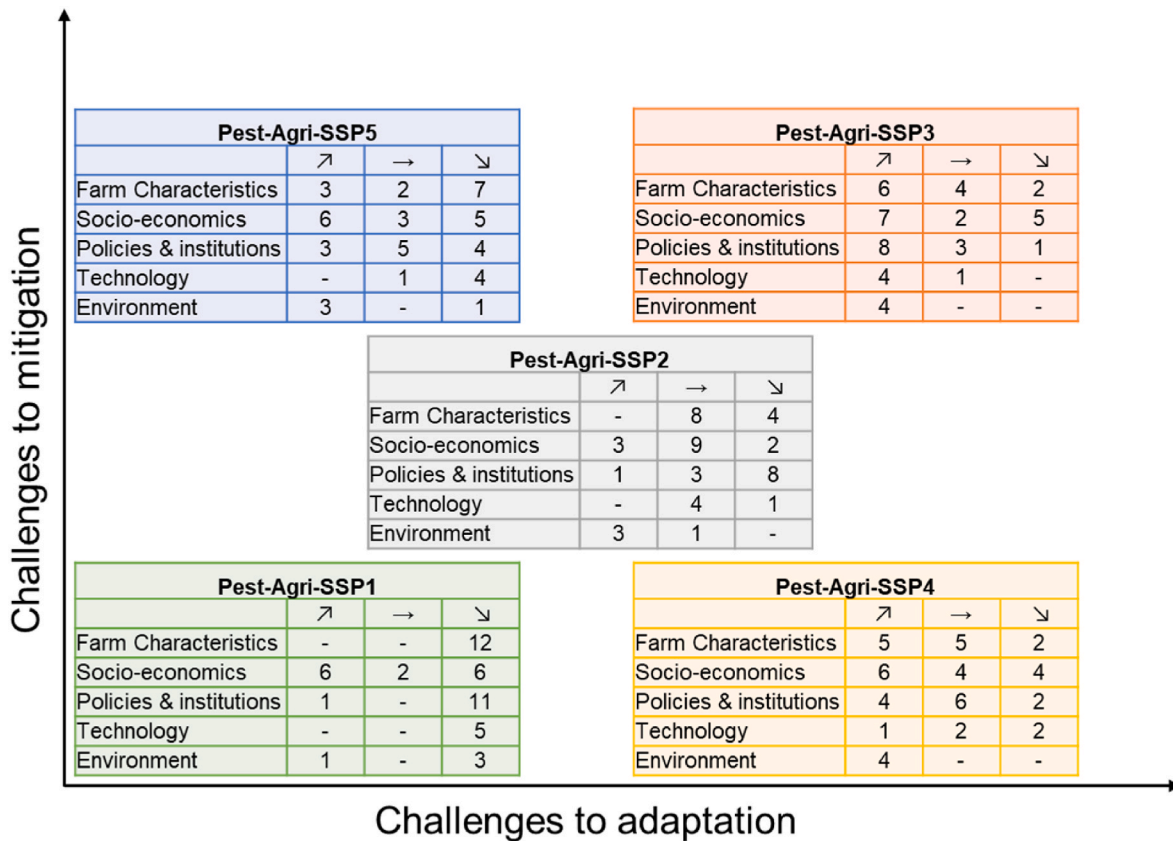 Challenges to mitigation
Pest-Agri-SSP5
↗ → ↘
Farm Characteristics 3 2 7
Socio-economics 6 3 5
Policies & institutions 3 5 4
Technology - 1 4
Environment 3 - 1
Pest-Agri-SSP3
↗ → ↘
Farm Characteristics 6 4 2
Socio-economics 7 2 5
Policies & institutions 8 3 1
Technology 4 1 -
Environment 4 - -
Pest-Agri-SSP2
↗ → ↘
Farm Characteristics - 8 4
Socio-economics 3 9 2
Policies & institutions 1 3 8
Technology - 4 1
Environment 3 1 -
Pest-Agri-SSP1
↗ → ↘
Farm Characteristics - - 12
Socio-economics 6 2 6
Policies & institutions 1 - 11
Technology - - 5
Environment 1 - 3
Pest-Agri-SSP4
↗ → ↘
Farm Characteristics 5 5 2
Socio-economics 6 4 4
Policies & institutions 4 6 2
Technology 1 2 2
Environment 4 - -
Challenges to adaptation